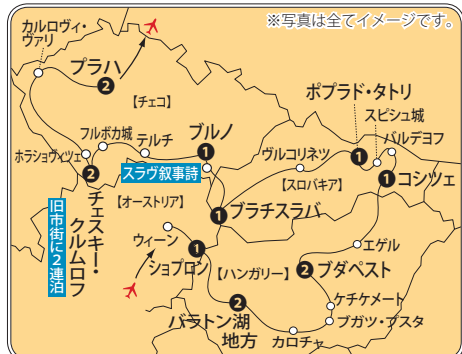 ※写真は全てイメージです。
カルロヴィ・
ヴァリ
プラハ
2
【チェコ】
ポプラド・タトリ
スピシュ城
バルデヨフ
フルボカ城
テルチ
ブルノ
1
ホラショヴィツェ
2
チェスキー・
クルムロフ
旧市街に2連泊
スラヴ叙事詩
ヴルコリネツ
1
【スロバキア】
1
コシツェ
【オーストリア】
1
ブラチスラバ
ウィーン
1
ショプロン
【ハンガリー】
エゲル
2
ブダペスト
2
バラトン湖
地方
ケチケメート
プガツ・プスタ
カロチャ